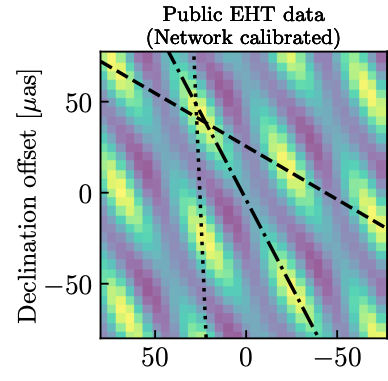 Public EHT data
(Network calibrated)
Declination offset [μas]
50
0
−50
50
0
−50